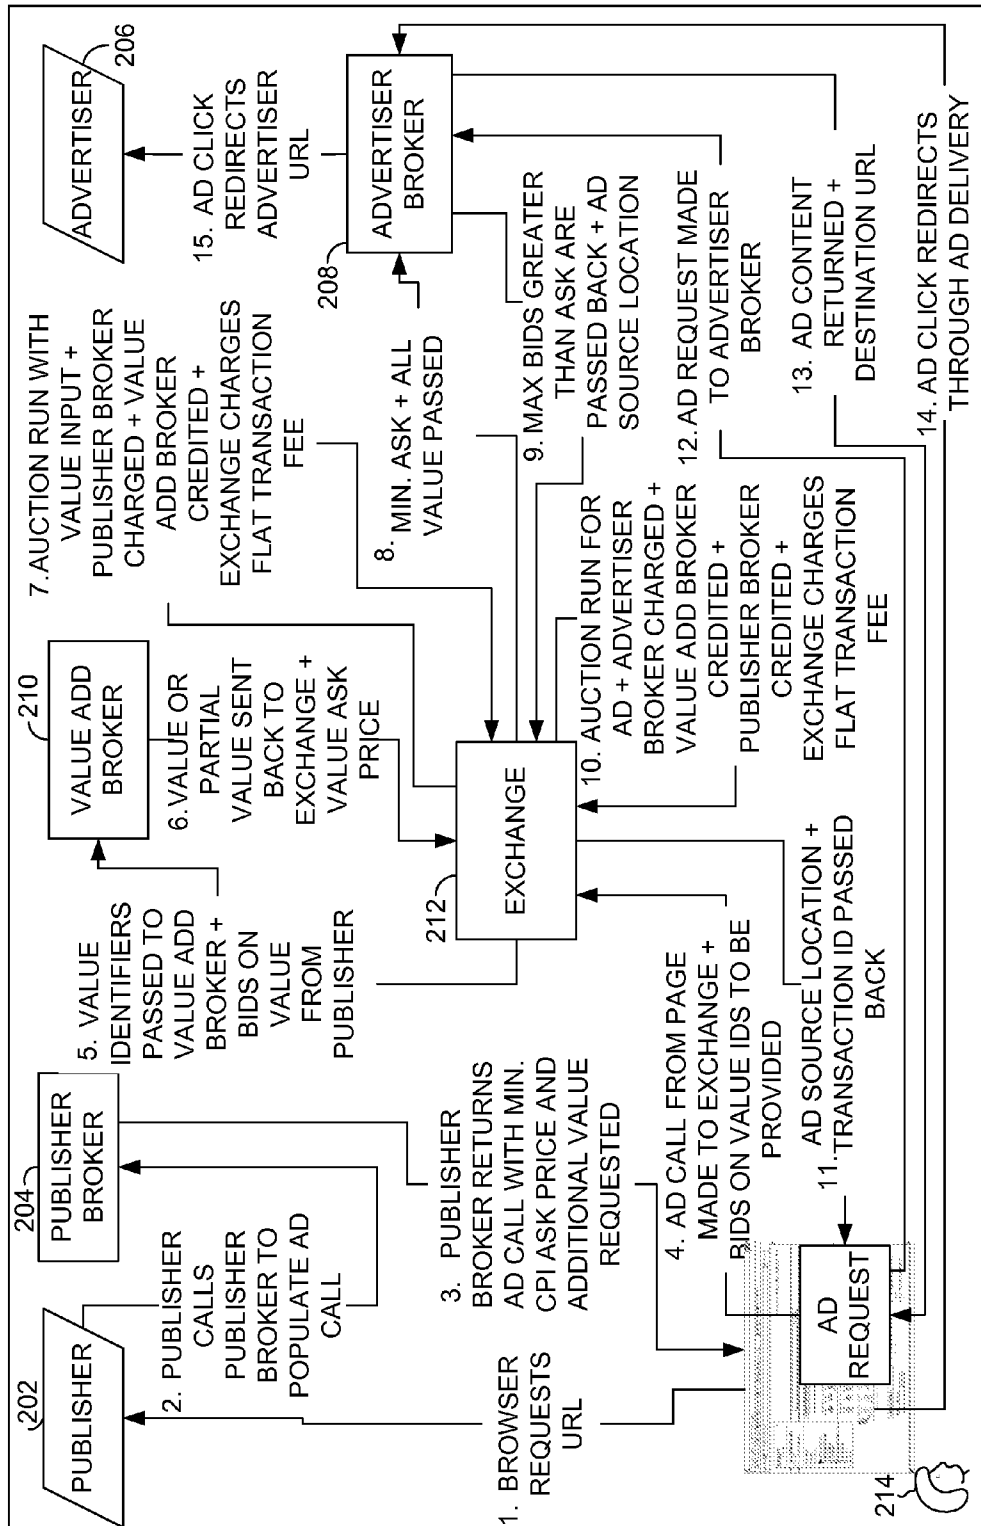 PUBLISHER
202
PUBLISHER
BROKER
204
VALUE ADD
BROKER
210
ADVERTISER
206
ADVERTISER
BROKER
208
EXCHANGE
212
AD
REQUEST
214
1. BROWSER
REQUESTS
URL
2. PUBLISHER
CALLS
PUBLISHER
BROKER TO
POPULATE AD
CALL
3. PUBLISHER
BROKER RETURNS
AD CALL WITH MIN.
CPI ASK PRICE AND
ADDITIONAL VALUE
REQUESTED
4. AD CALL FROM PAGE
MADE TO EXCHANGE +
BIDS ON VALUE IDS TO BE
PROVIDED
5. VALUE
IDENTIFIERS
PASSED TO
VALUE ADD
BROKER +
BIDS ON
VALUE
FROM
PUBLISHER
6. VALUE OR
PARTIAL
VALUE SENT
BACK TO
EXCHANGE +
VALUE ASK
PRICE
7. AUCTION RUN WITH
VALUE INPUT +
PUBLISHER BROKER
CHARGED + VALUE
ADD BROKER
CREDITED +
EXCHANGE CHARGES
FLAT TRANSACTION
FEE
8.
MIN. ASK + ALL
VALUE PASSED
9. MAX BIDS GREATER
THAN ASK ARE
PASSED BACK + AD
SOURCE LOCATION
10. AUCTION RUN FOR
AD + ADVERTISER
BROKER CHARGED +
VALUE ADD BROKER
CREDITED +
PUBLISHER BROKER
CREDITED +
EXCHANGE CHARGES
FLAT TRANSACTION
FEE
11. AD SOURCE LOCATION +
TRANSACTION ID PASSED
BACK
12. AD REQUEST MADE
TO ADVERTISER
BROKER
13. AD CONTENT
RETURNED +
DESTINATION URL
14. AD CLICK REDIRECTS
THROUGH AD DELIVERY
15. AD CLICK
REDIRECTS
ADVERTISER
URL